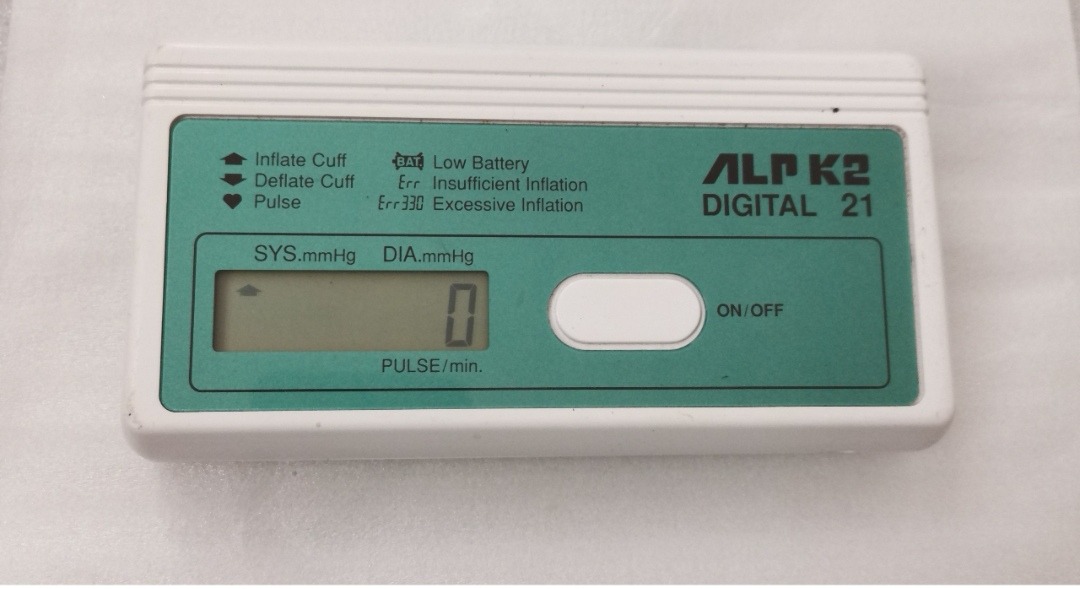 Inflate Cuff
Deflate Cuff
Pulse
BAT Low Battery
Err Insufficient Inflation
Err330 Excessive Inflation
ALP K2
DIGITAL 21
SYS.mmHg DIA.mmHg
0
PULSE/min.
ON/OFF